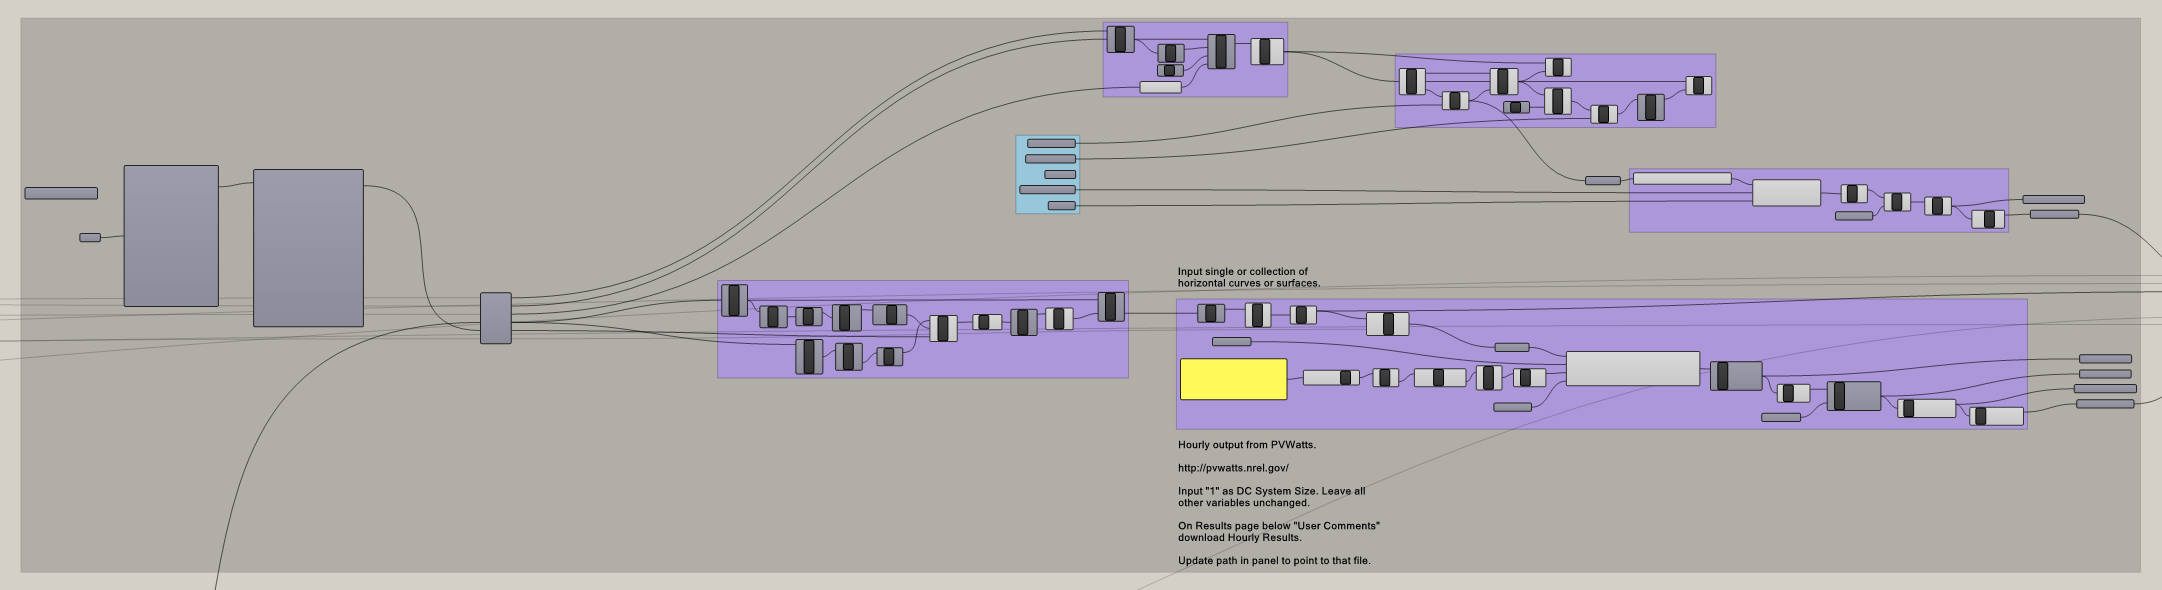 Input single or collection of
horizontal curves or surfaces.
Hourly output from PVWatts.
http://pvwatts.nrel.gov/
Input "1" as DC System Size. Leave all
other variables unchanged.
On Results page below "User Comments"
download Hourly Results.
Update path in panel to point to that file.